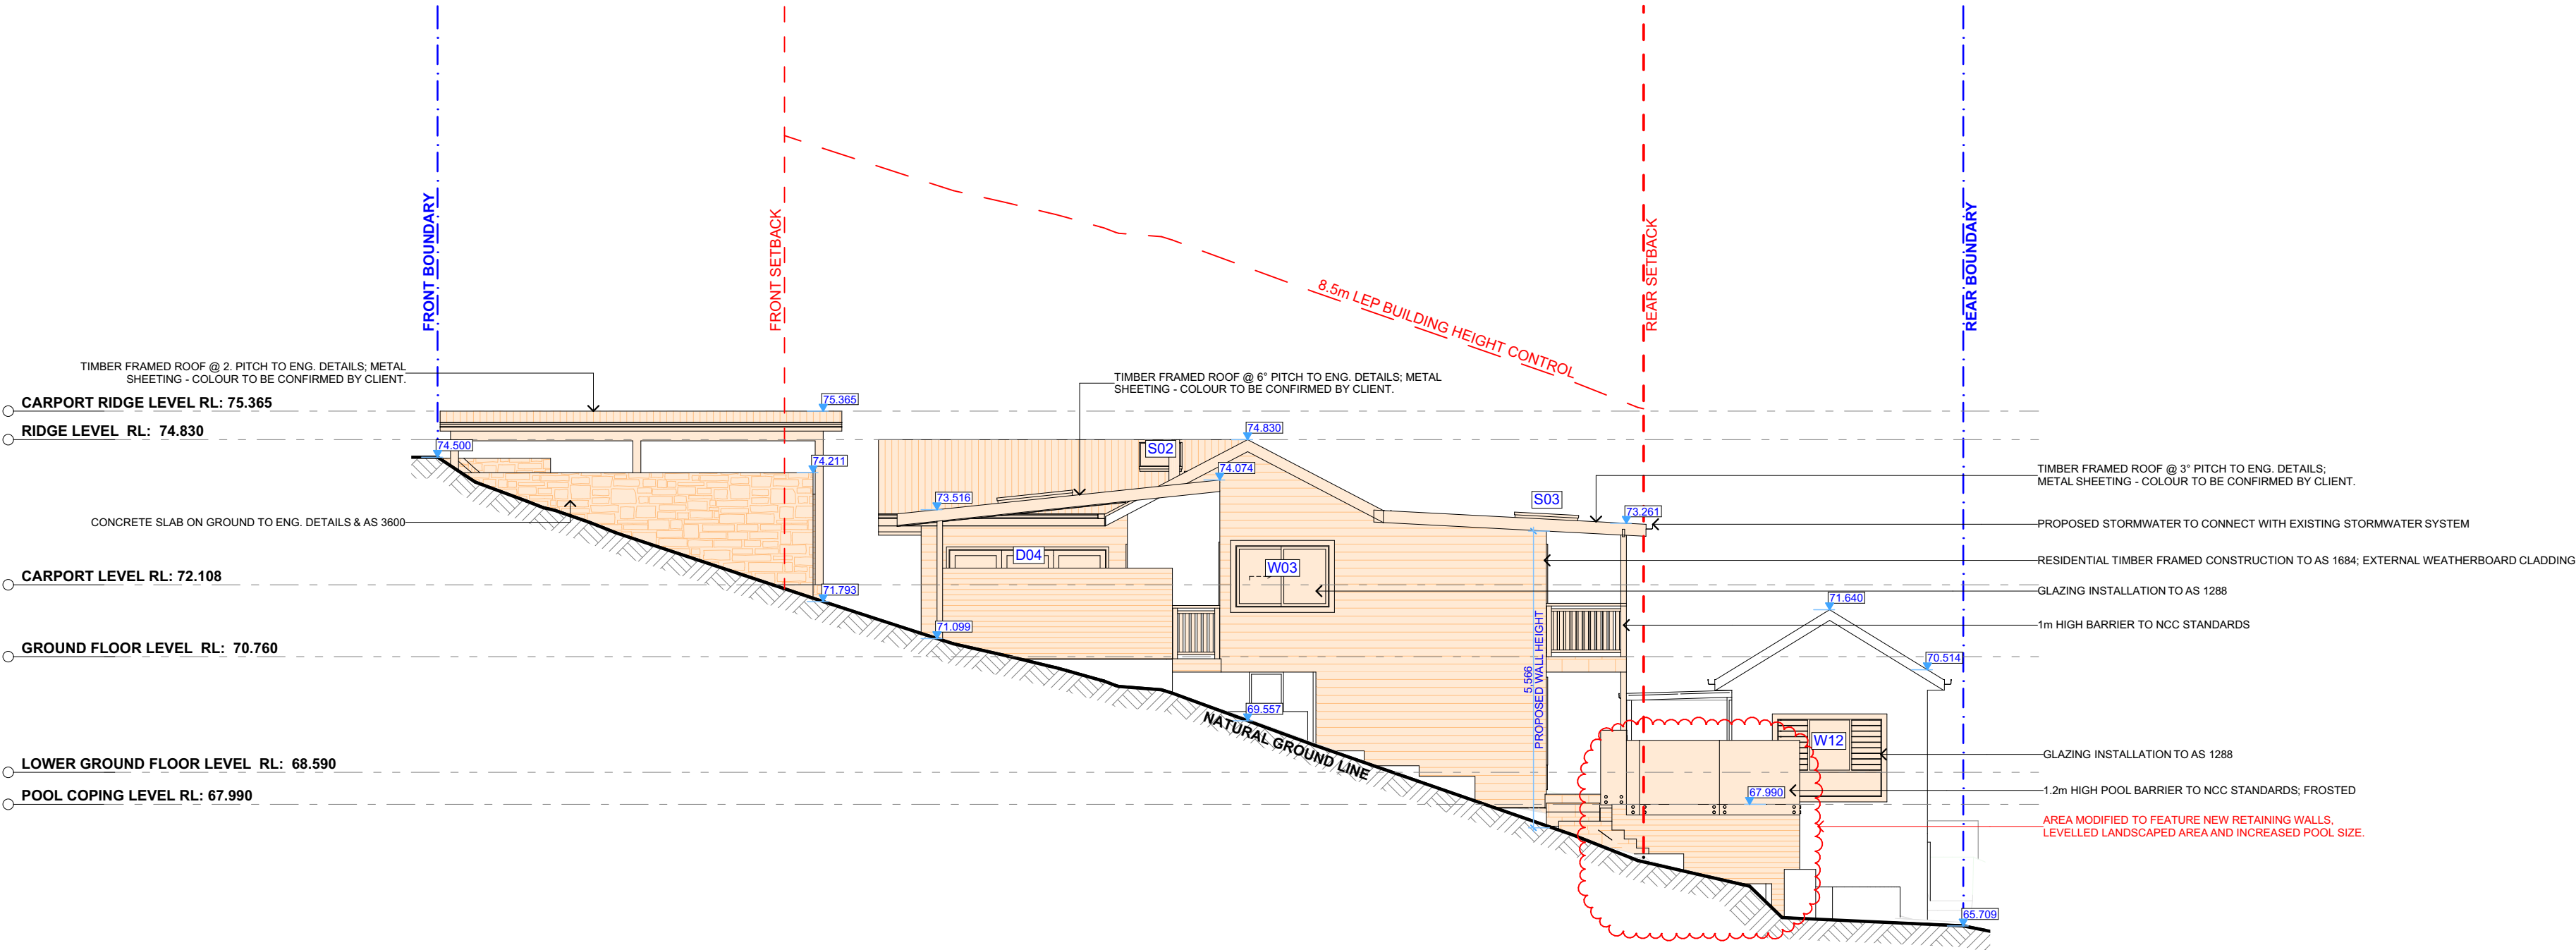 FRONT BOUNDARY
FRONT SETBACK
8.5m LEP BUILDING HEIGHT CONTROL
REAR SETBACK
REAR BOUNDARY
TIMBER FRAMED ROOF @ 2. PITCH TO ENG. DETAILS; METAL
SHEETING - COLOUR TO BE CONFIRMED BY CLIENT.
TIMBER FRAMED ROOF @ 6° PITCH TO ENG. DETAILS; METAL
SHEETING - COLOUR TO BE CONFIRMED BY CLIENT.
CARPORT RIDGE LEVEL RL: 75.365
75.365
RIDGE LEVEL RL: 74.830
74.830
74.500
S02
74.211
74.074
TIMBER FRAMED ROOF @ 3° PITCH TO ENG. DETAILS;
METAL SHEETING - COLOUR TO BE CONFIRMED BY CLIENT.
S03
73.516
73.261
CONCRETE SLAB ON GROUND TO ENG. DETAILS & AS 3600
PROPOSED STORMWATER TO CONNECT WITH EXISTING STORMWATER SYSTEM
D04
W03
RESIDENTIAL TIMBER FRAMED CONSTRUCTION TO AS 1684; EXTERNAL WEATHERBOARD CLADDING
CARPORT LEVEL RL: 72.108
71.793
GLAZING INSTALLATION TO AS 1288
71.640
71.099
1m HIGH BARRIER TO NCC STANDARDS
GROUND FLOOR LEVEL RL: 70.760
70.514
5.566
PROPOSED WALL HEIGHT
69.557
NATURAL GROUND LINE
W12
GLAZING INSTALLATION TO AS 1288
LOWER GROUND FLOOR LEVEL RL: 68.590
POOL COPING LEVEL RL: 67.990
67.990
1.2m HIGH POOL BARRIER TO NCC STANDARDS; FROSTED
AREA MODIFIED TO FEATURE NEW RETAINING WALLS,
LEVELLED LANDSCAPED AREA AND INCREASED POOL SIZE.
65.709